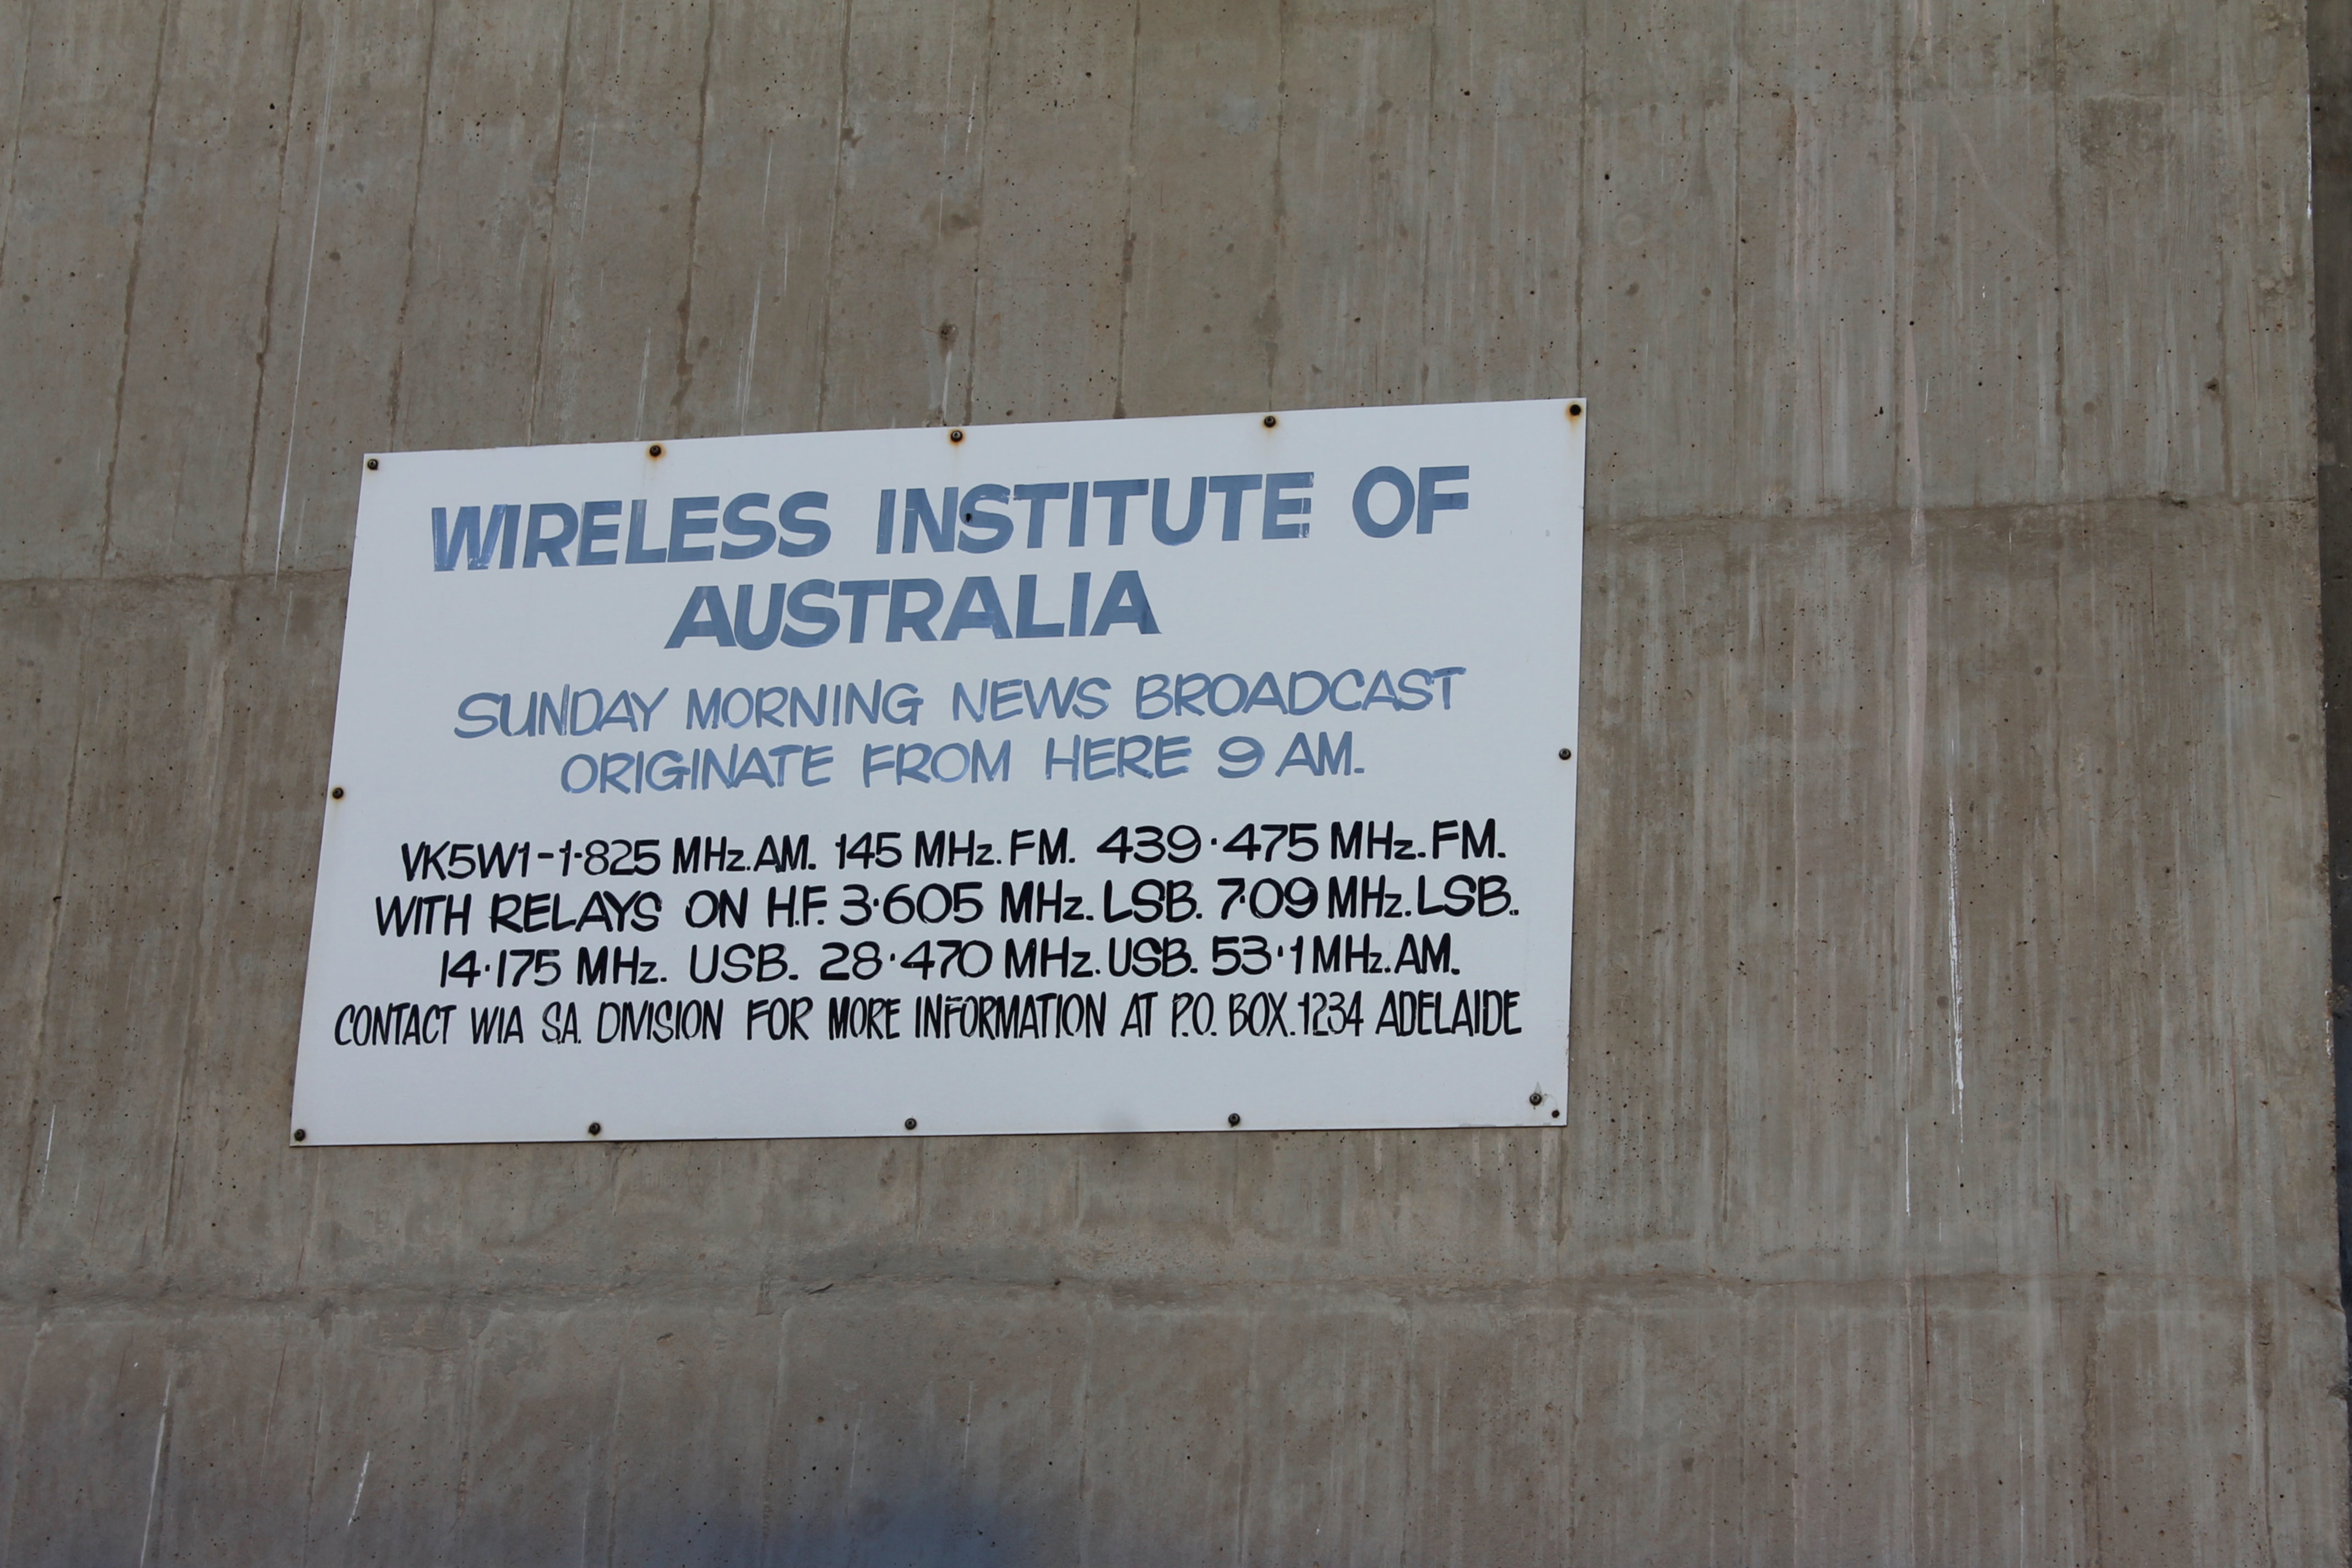 WIRELESS INSTITUTE OF
AUSTRALIA
SUNDAY MORNING NEWS BROADCAST
ORIGINATE FROM HERE 9 AM.
VK5W1-1·825 MHz.AM. 145 MHz.FM. 439·475 MHz.FM.
WITH RELAYS ON H.F. 3·605 MHz.LSB. 7·09 MHz.LSB.
14·175 MHz. USB. 28·470 MHz.USB. 53·1 MHz.AM.
CONTACT WIA S.A. DIVISION FOR MORE INFORMATION AT P.O. BOX.1234 ADELAIDE